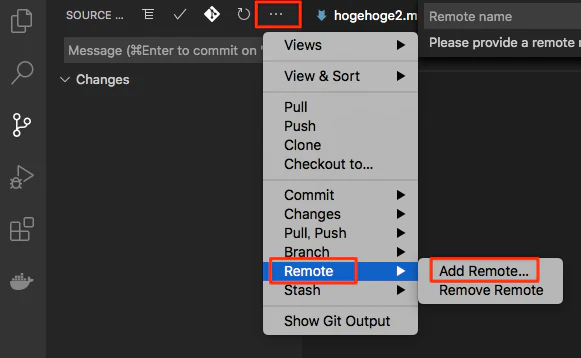 SOURCE ...
...
hogehoge2.m
Remote name
Message (⌘Enter to commit on "
Please provide a remote r
Changes
Views
View & Sort
Pull
Push
Clone
Checkout to...
Commit
Changes
Pull, Push
Branch
Remote
Add Remote...
Stash
Remove Remote
Show Git Output